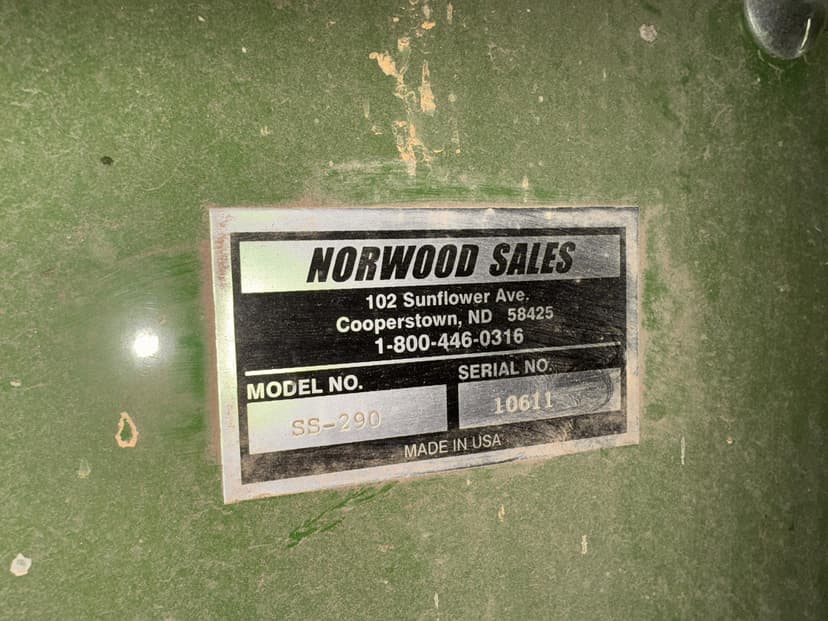 NORWOOD SALES
102 Sunflower Ave.
Cooperstown, ND 58425
1-800-446-0316
MODEL NO. SERIAL NO.
SS-290 10611
MADE IN USA